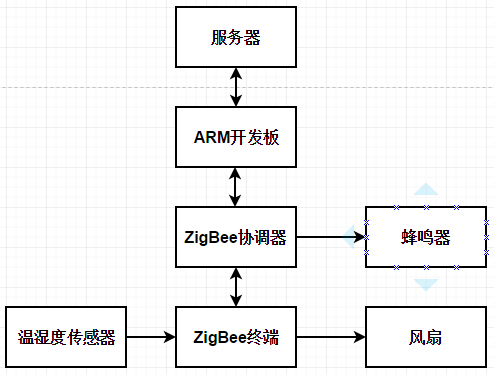 服务器
ARM开发板
ZigBee协调器
蜂鸣器
温湿度传感器
ZigBee终端
风扇